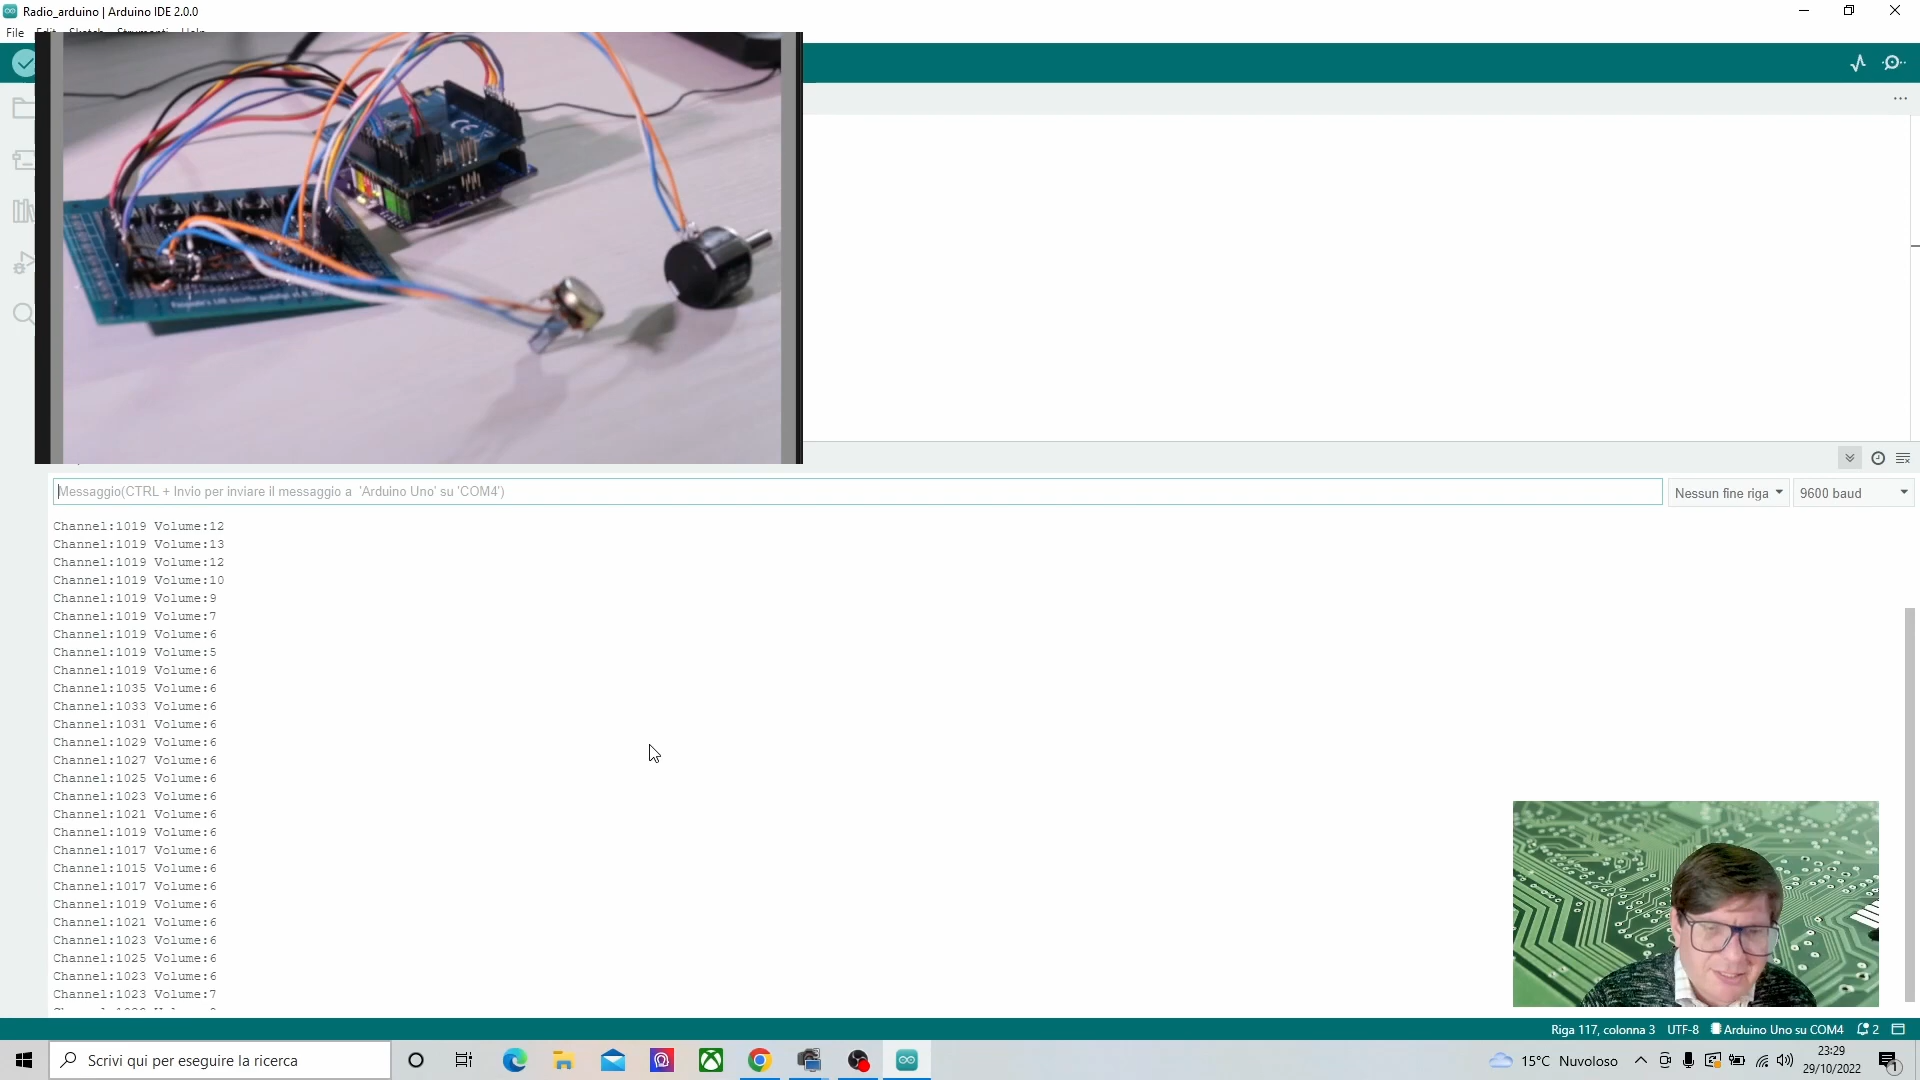 Radio_arduino | Arduino IDE 2.0.0
File Edit Sketch Strumenti Help
Messaggio(CTRL + Invio per inviare il messaggio a 'Arduino Uno' su 'COM4')
Nessun fine riga
9600 baud
Channel:1019 Volume:12
Channel:1019 Volume:13
Channel:1019 Volume:12
Channel:1019 Volume:10
Channel:1019 Volume:9
Channel:1019 Volume:7
Channel:1019 Volume:6
Channel:1019 Volume:5
Channel:1019 Volume:6
Channel:1035 Volume:6
Channel:1033 Volume:6
Channel:1031 Volume:6
Channel:1029 Volume:6
Channel:1027 Volume:6
Channel:1025 Volume:6
Channel:1023 Volume:6
Channel:1021 Volume:6
Channel:1019 Volume:6
Channel:1017 Volume:6
Channel:1015 Volume:6
Channel:1017 Volume:6
Channel:1019 Volume:6
Channel:1021 Volume:6
Channel:1023 Volume:6
Channel:1025 Volume:6
Channel:1023 Volume:6
Channel:1023 Volume:7
Riga 117, colonna 3 UTF-8 Arduino Uno su COM4 2
Scrivi qui per eseguire la ricerca
15°C Nuvoloso
23:29
29/10/2022
1